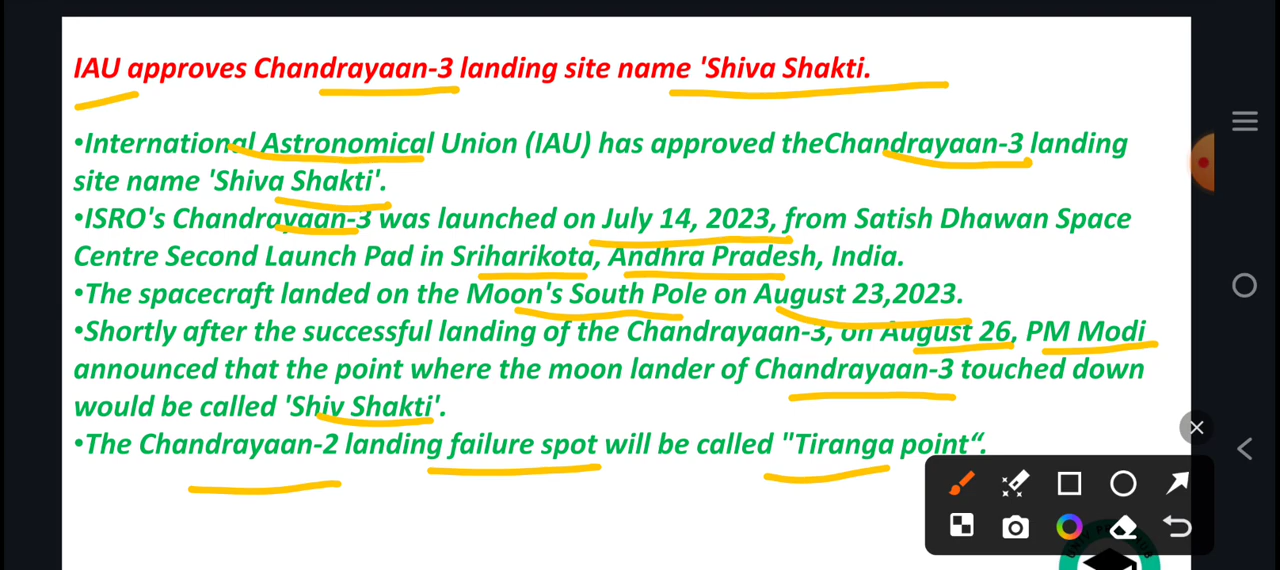 IAU approves Chandrayaan-3 landing site name 'Shiva Shakti.
•International Astronomical Union (IAU) has approved theChandrayaan-3 landing
site name 'Shiva Shakti'.
•ISRO's Chandrayaan-3 was launched on July 14, 2023, from Satish Dhawan Space
Centre Second Launch Pad in Sriharikota, Andhra Pradesh, India.
•The spacecraft landed on the Moon's South Pole on August 23,2023.
•Shortly after the successful landing of the Chandrayaan-3, on August 26, PM Modi
announced that the point where the moon lander of Chandrayaan-3 touched down
would be called 'Shiv Shakti'.
•The Chandrayaan-2 landing failure spot will be called "Tiranga point“.